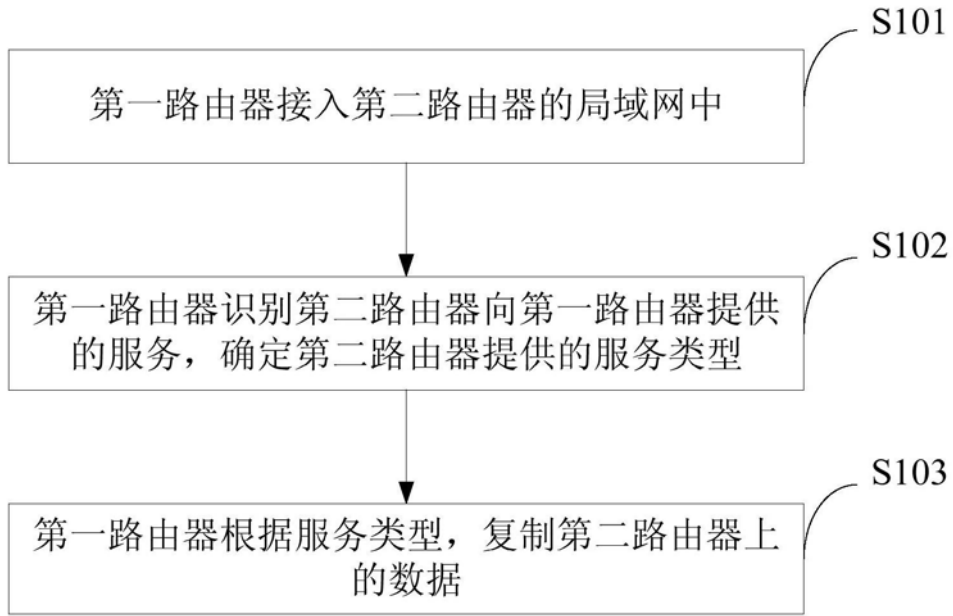 S101
第一路由器接入第二路由器的局域网中
S102
第一路由器识别第二路由器向第一路由器提供
的服务，确定第二路由器提供的服务类型
S103
第一路由器根据服务类型，复制第二路由器上
的数据